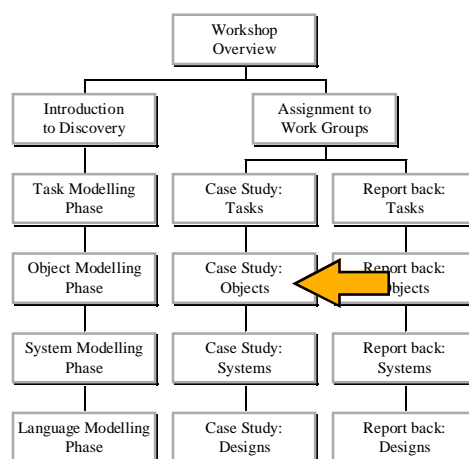 Workshop
Overview
Introduction
to Discovery
Assignment to
Work Groups
Task Modelling
Phase
Case Study:
Tasks
Report back:
Tasks
Object Modelling
Phase
Case Study:
Objects
Report back:
Objects
System Modelling
Phase
Case Study:
Systems
Report back:
Systems
Language Modelling
Phase
Case Study:
Designs
Report back:
Designs